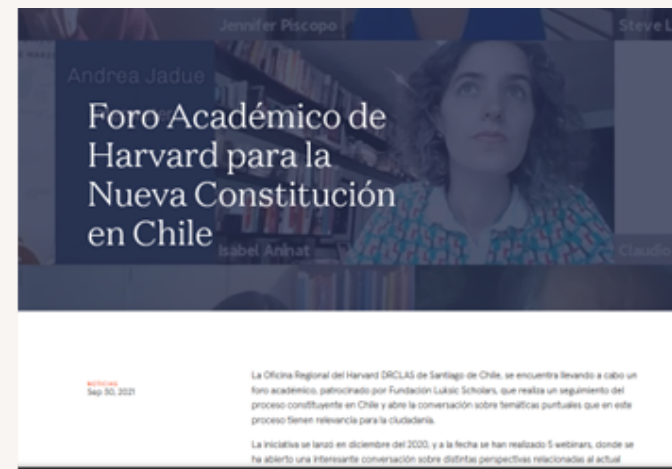 Jennifer Piscopo
Steve L
Andrea Jadue
Foro Académico de
Harvard para la
Nueva Constitución
en Chile
Isabel Aninat
Claudio
NOTICIAS
Sep 30, 2021
La Oficina Regional del Harvard DRCLAS de Santiago de Chile, se encuentra llevando a cabo un
foro académico, patrocinado por Fundación Luksic Scholars, que realiza un seguimiento del
proceso constituyente en Chile y abre la conversación sobre temáticas puntuales que en este
proceso tienen relevancia para la ciudadanía.
La iniciativa se lanzó en diciembre del 2020, y a la fecha se han realizado 5 webinars, donde se
ha abierto una interesante conversación sobre distintas perspectivas relacionadas al actual